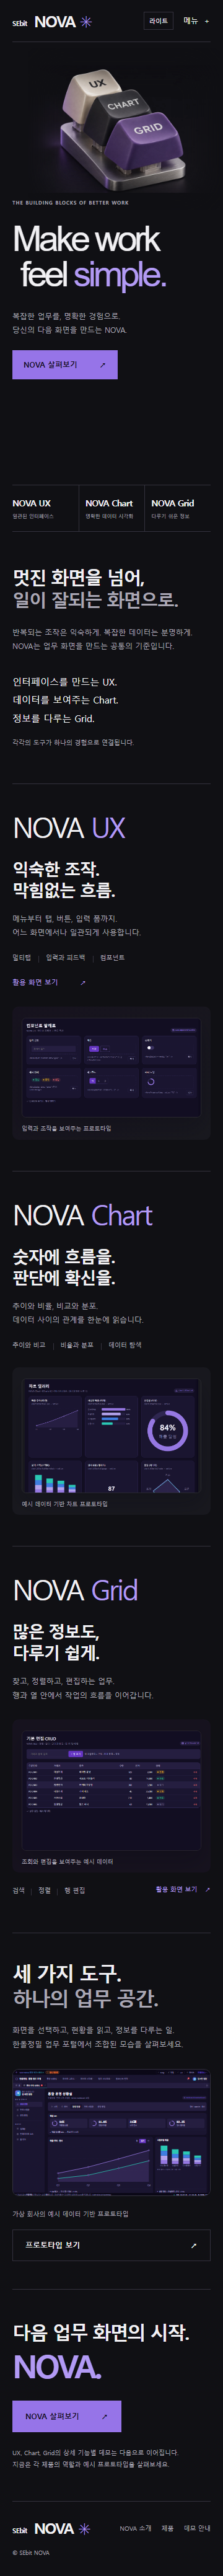 SEbit NOVA
라이트
메뉴
UX
CHART
GRID
THE BUILDING BLOCKS OF BETTER WORK
Make work
feel simple.
복잡한 업무를, 명확한 경험으로.
당신의 다음 화면을 만드는 NOVA.
NOVA 살펴보기 ↗
NOVA UX
일관된 인터페이스
NOVA Chart
명확한 데이터 시각화
NOVA Grid
다루기 쉬운 정보
멋진 화면을 넘어,
일이 잘되는 화면으로.
반복되는 조작은 익숙하게, 복잡한 데이터는 분명하게.
NOVA는 업무 화면을 만드는 공통의 기준입니다.
인터페이스를 만드는 UX.
데이터를 보여주는 Chart.
정보를 다루는 Grid.
각각의 도구가 하나의 경험으로 연결됩니다.
NOVA UX
익숙한 조작.
막힘없는 흐름.
메뉴부터 탭, 버튼, 입력 폼까지.
어느 화면에서나 일관되게 사용합니다.
멀티탭
입력과 피드백
컴포넌트
활용 화면 보기 ↗
컴포넌트 갤러리
입력과 조작을 보여주는 프로토타입
NOVA Chart
숫자에 흐름을.
판단에 확신을.
추이와 비율, 비교와 분포.
데이터 사이의 관계를 한눈에 읽습니다.
추이와 비교
비율과 분포
데이터 탐색
차트 갤러리
84%
87
예시 데이터 기반 차트 프로토타입
NOVA Grid
많은 정보도,
다루기 쉽게.
찾고, 정렬하고, 편집하는 업무.
행과 열 안에서 작업의 흐름을 이어갑니다.
기본 편집 CRUD
조회와 편집을 보여주는 예시 데이터
검색
정렬
행 편집
활용 화면 보기 ↗
세 가지 도구.
하나의 업무 공간.
화면을 선택하고, 현황을 읽고, 정보를 다루는 일.
한올정밀 업무 포털에서 조합된 모습을 살펴보세요.
가상 회사의 예시 데이터 기반 프로토타입
프로토타입 보기 ↗
다음 업무 화면의 시작.
NOVA.
NOVA 살펴보기 ↗
UX, Chart, Grid의 상세 기능별 데모는 다음으로 이어집니다.
지금은 각 제품의 역할과 예시 프로토타입을 살펴보세요.
SEbit NOVA
NOVA 소개
제품
데모 안내
© SEbit NOVA